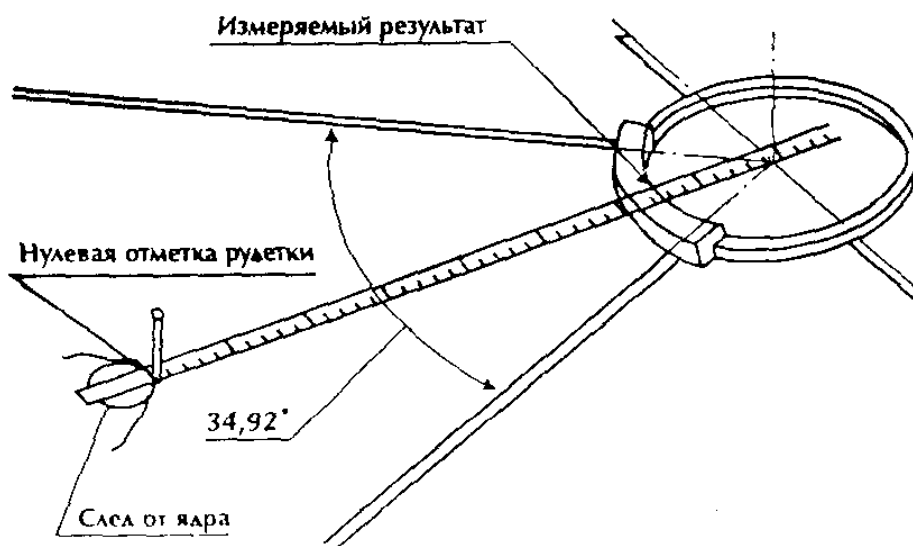 Измеряемый результат
Нулевая отметка рулетки
34,92°
След от ядра